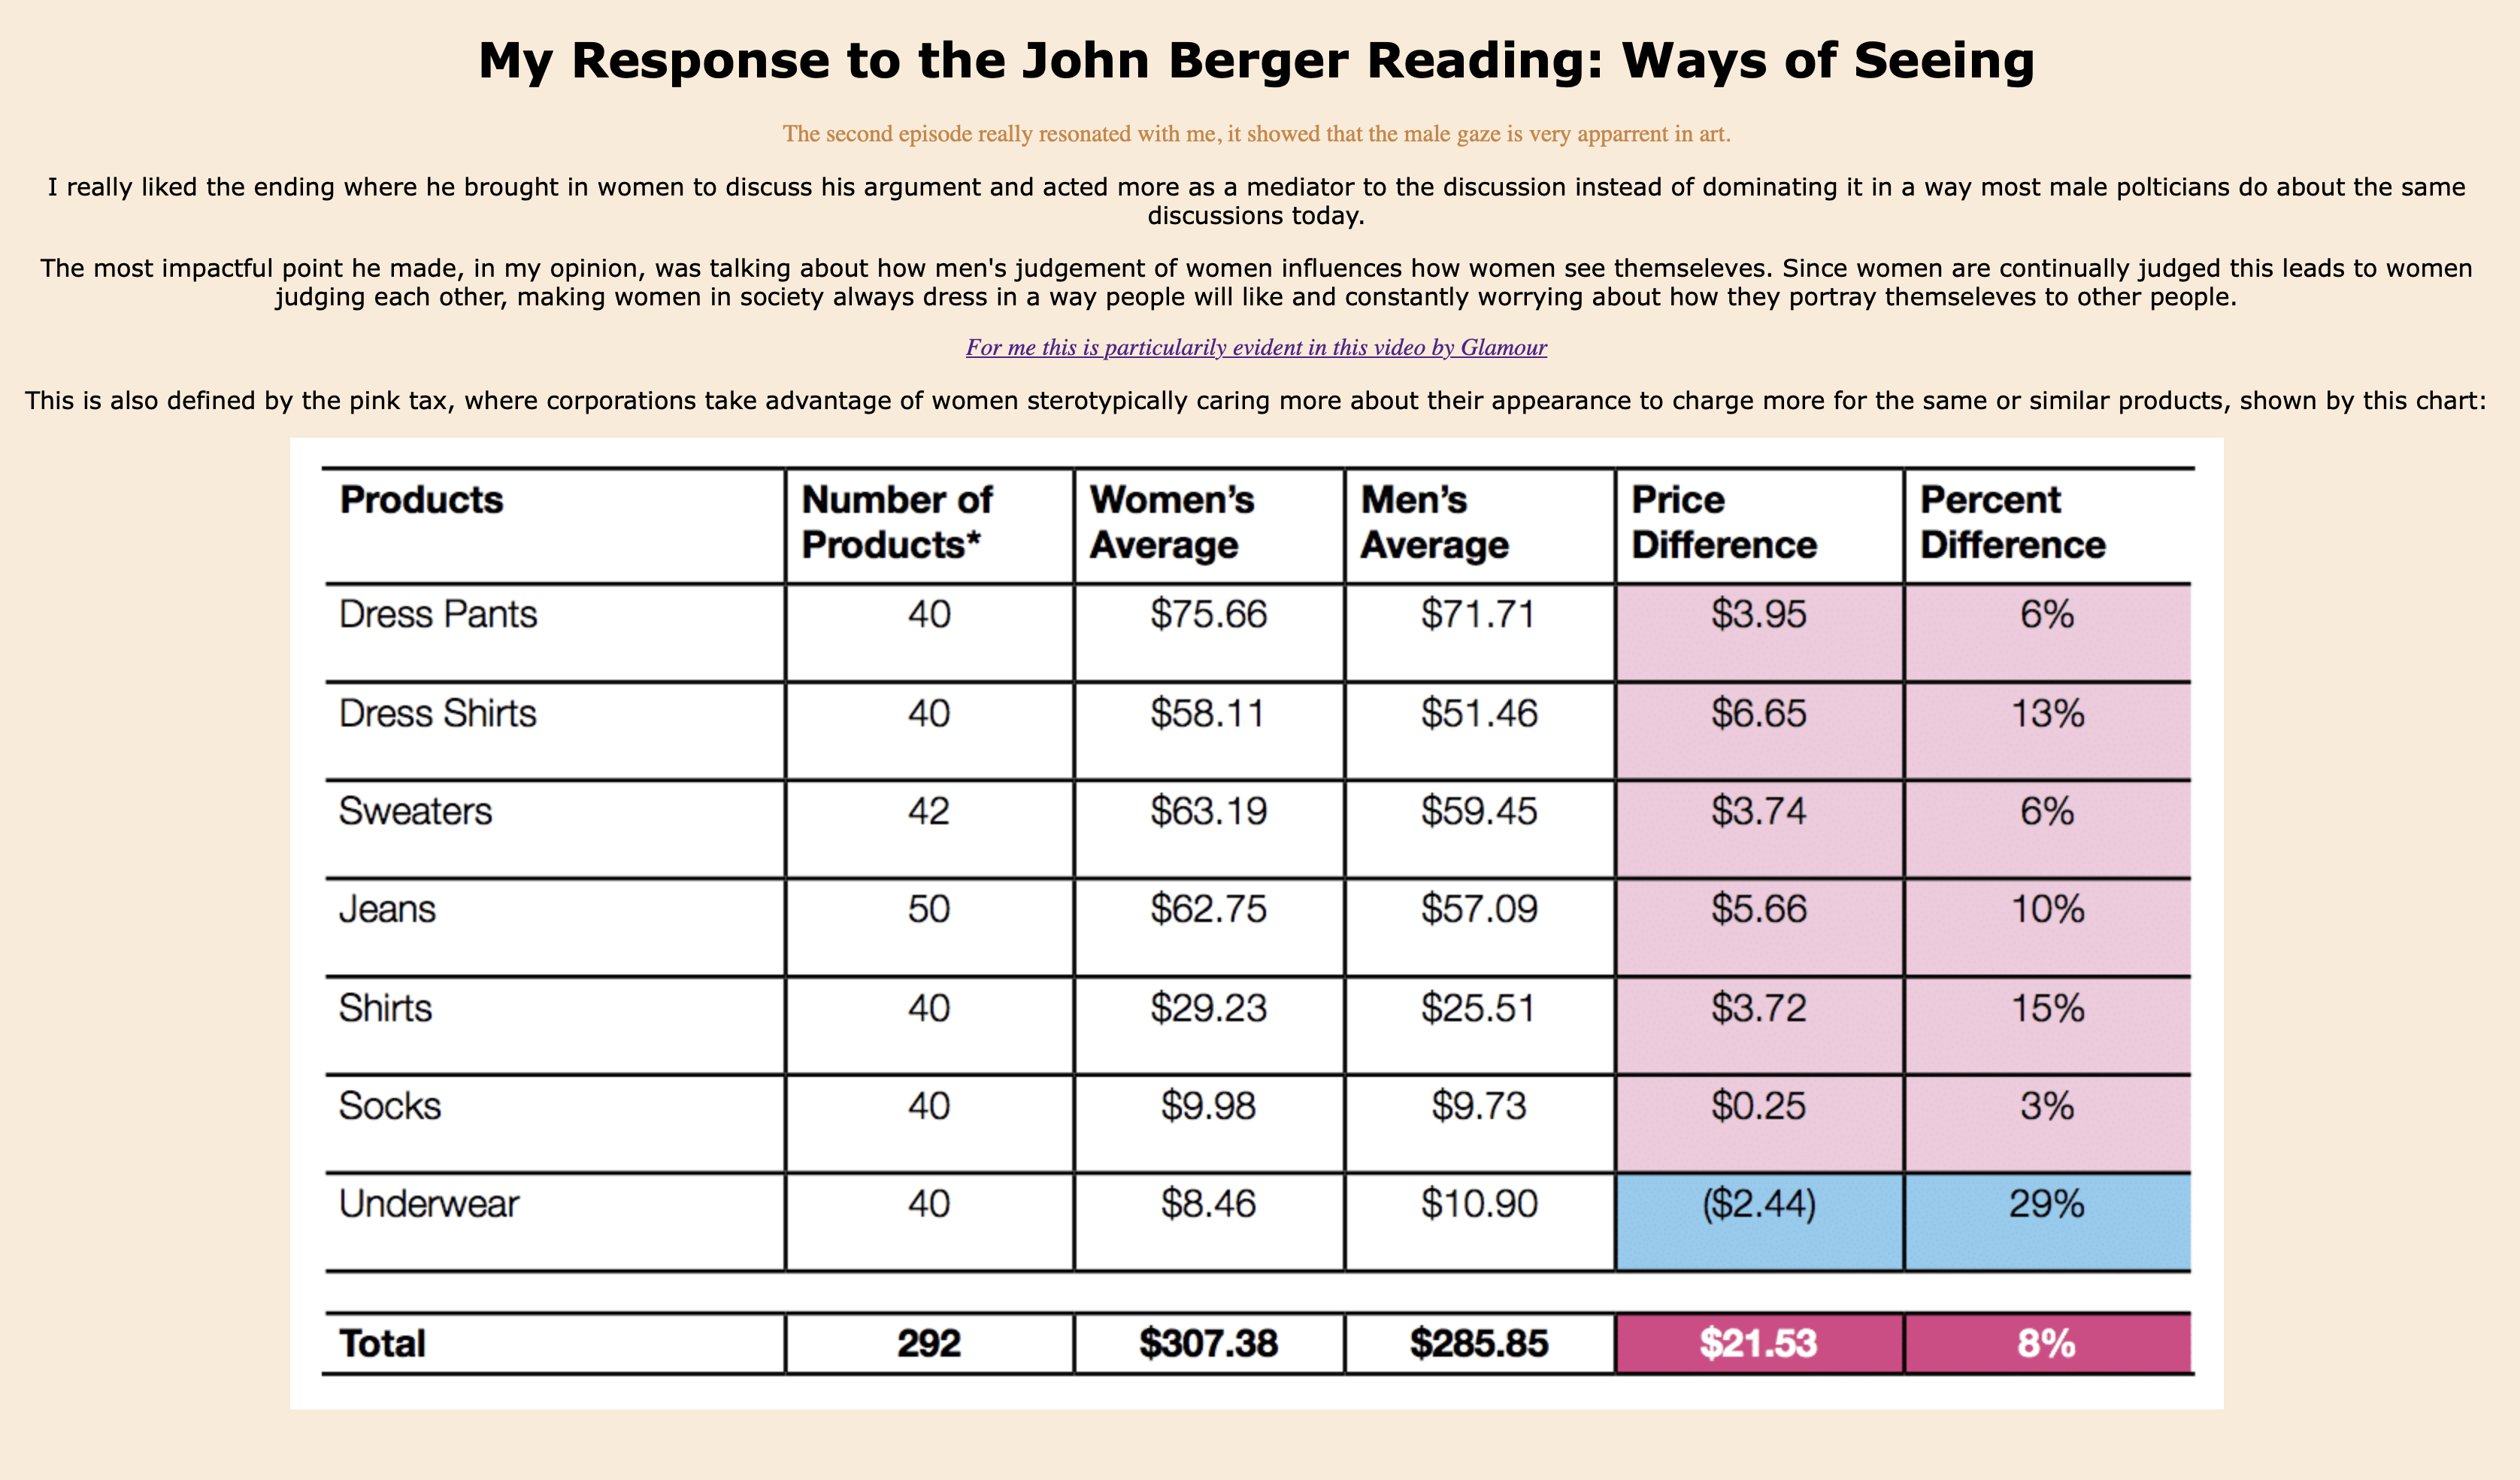 My Response to the John Berger Reading: Ways of Seeing
The second episode really resonated with me, it showed that the male gaze is very apparrent in art.
I really liked the ending where he brought in women to discuss his argument and acted more as a mediator to the discussion instead of dominating it in a way most male polticians do about the same
discussions today.
The most impactful point he made, in my opinion, was talking about how men's judgement of women influences how women see themseleves. Since women are continually judged this leads to women
judging each other, making women in society always dress in a way people will like and constantly worrying about how they portray themseleves to other people.
For me this is particularily evident in this video by Glamour
This is also defined by the pink tax, where corporations take advantage of women sterotypically caring more about their appearance to charge more for the same or similar products, shown by this chart:
Products Number of Products* Women’s Average Men’s Average Price Difference Percent Difference
Dress Pants 40 $75.66 $71.71 $3.95 6%
Dress Shirts 40 $58.11 $51.46 $6.65 13%
Sweaters 42 $63.19 $59.45 $3.74 6%
Jeans 50 $62.75 $57.09 $5.66 10%
Shirts 40 $29.23 $25.51 $3.72 15%
Socks 40 $9.98 $9.73 $0.25 3%
Underwear 40 $8.46 $10.90 ($2.44) 29%
Total 292 $307.38 $285.85 $21.53 8%